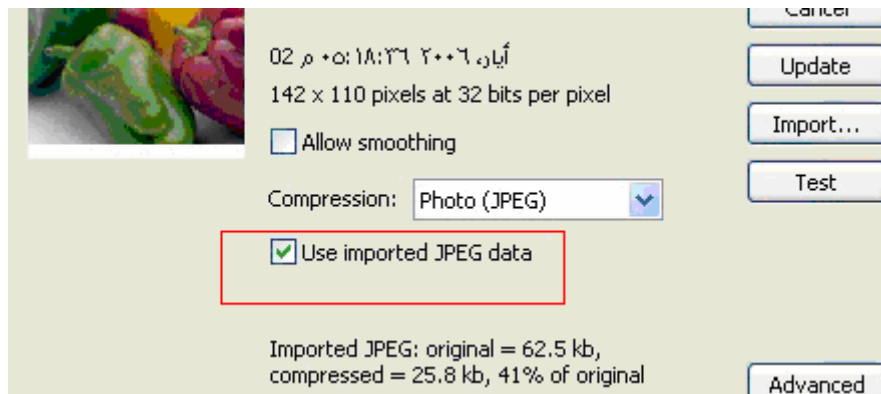 Cancel
02 أيار، ٢٠٠٦ ٠٥:١٨:٢٦ م
Update
142 x 110 pixels at 32 bits per pixel
Import...
Allow smoothing
Test
Compression: Photo (JPEG)
Use imported JPEG data
Imported JPEG: original = 62.5 kb,
compressed = 25.8 kb, 41% of original
Advanced